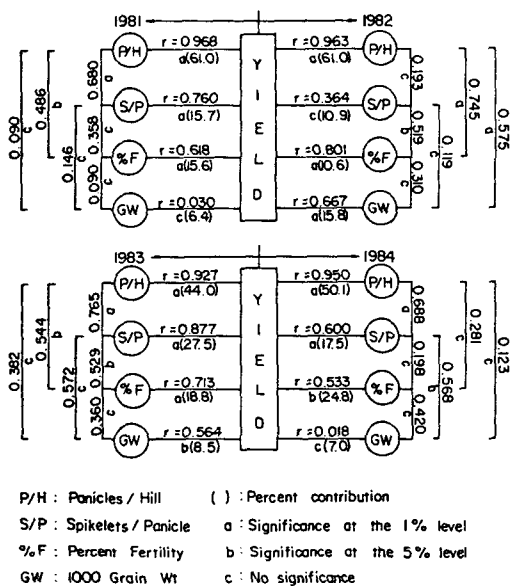 1981 1982
P/H r=0.968 a(61.0) r=0.963 a(61.0) P/H
S/P r=0.760 a(15.7) r=0.364 c(10.9) S/P
%F r=0.618 a(15.6) r=0.801 a(10.6) %F
GW r=0.030 c(6.4) r=0.667 a(15.8) GW
YIELD
0.090 c
0.486 b
0.146 c
0.680 a
0.358 c
0.090 c
0.193 c
0.519 b
0.310 c
0.119 c
0.745 a
0.575 a
1983 1984
P/H r=0.927 a(44.0) r=0.950 a(50.1) P/H
S/P r=0.877 a(27.5) r=0.600 a(17.5) S/P
%F r=0.713 a(18.8) r=0.533 b(24.8) %F
GW r=0.564 b(8.5) r=0.018 c(7.0) GW
YIELD
0.382 c
0.544 b
0.572 c
0.765 a
0.529 b
0.360 c
0.688 a
0.198 c
0.420 c
0.568 b
0.281 c
0.123 c
P/H : Panicles / Hill ( ) : Percent contribution
S/P : Spikelets / Panicle a : Significance at the 1% level
%F : Percent Fertility b : Significance at the 5% level
GW : 1000 Grain Wt c : No significance